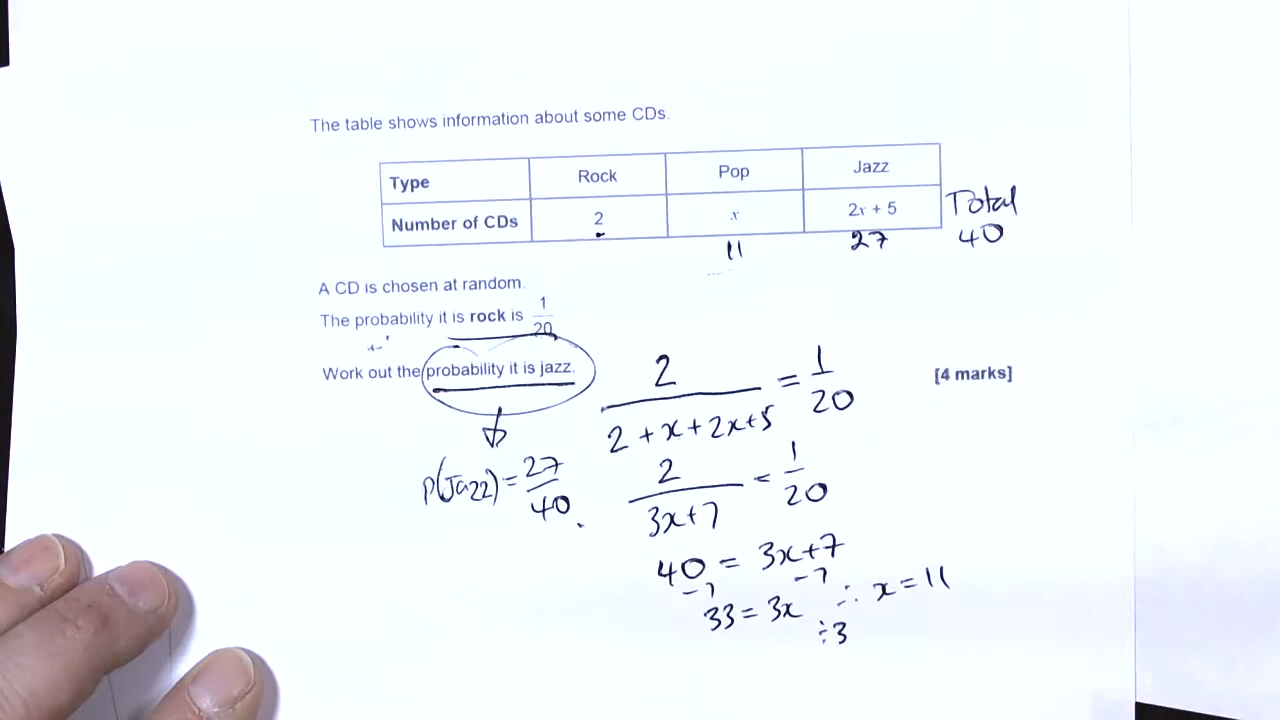 The table shows information about some CDs.
Type Rock Pop Jazz
Number of CDs 2 x 2x + 5 Total
11 27 40
A CD is chosen at random.
The probability it is rock is 1/20
Work out the probability it is jazz.
[4 marks]
2/(2 + x + 2x + 5) = 1/20
P(Jazz) = 27/40.
2/(3x+7) = 1/20
40 = 3x+7
-7 -7
33 = 3x ∴ x = 11
÷3